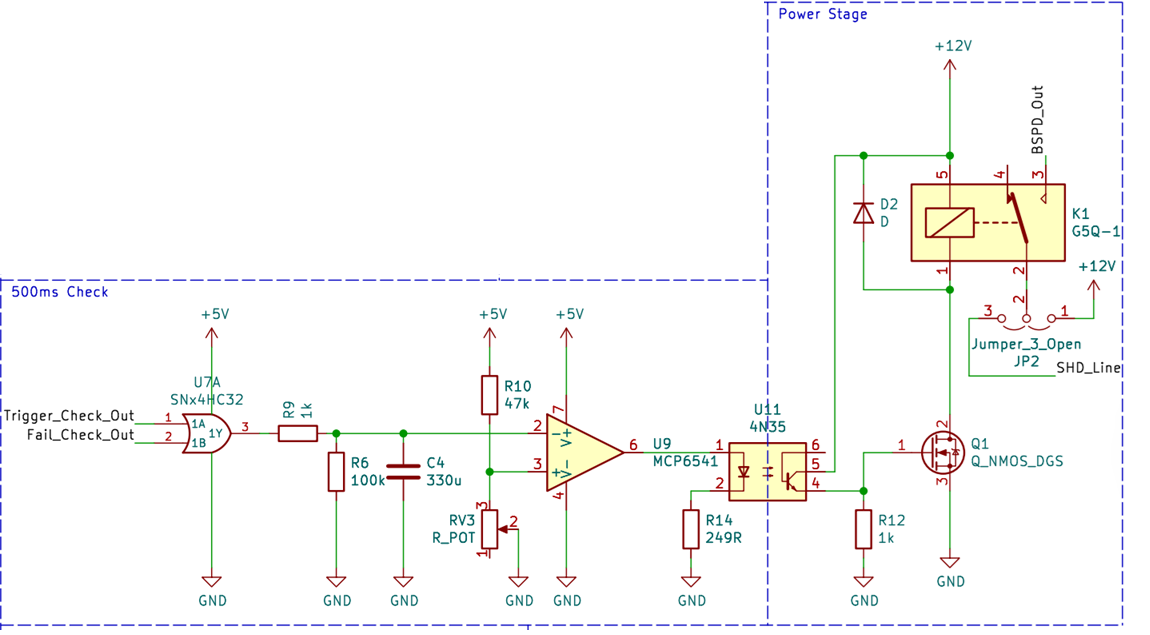 Power Stage
+12V
BSPD_Out
5
4
3
D2
D
K1
G5Q-1
1
2
+12V
2
3
1
Jumper_3_Open
JP2
SHD_Line
500ms Check
+5V
+5V
+5V
U7A
SNx4HC32
Trigger_Check_Out
1
1A
1Y
3
Fail_Check_Out
2
1B
R9
1k
R10
47k
R6
100k
C4
330u
7
2
-
V+
3
+
V-
4
6
U9
MCP6541
3
RV3
R_POT
2
1
U11
4N35
1
2
6
5
4
R14
249R
R12
1k
2
1
Q1
Q_NMOS_DGS
3
GND
GND
GND
GND
GND
GND
GND
GND